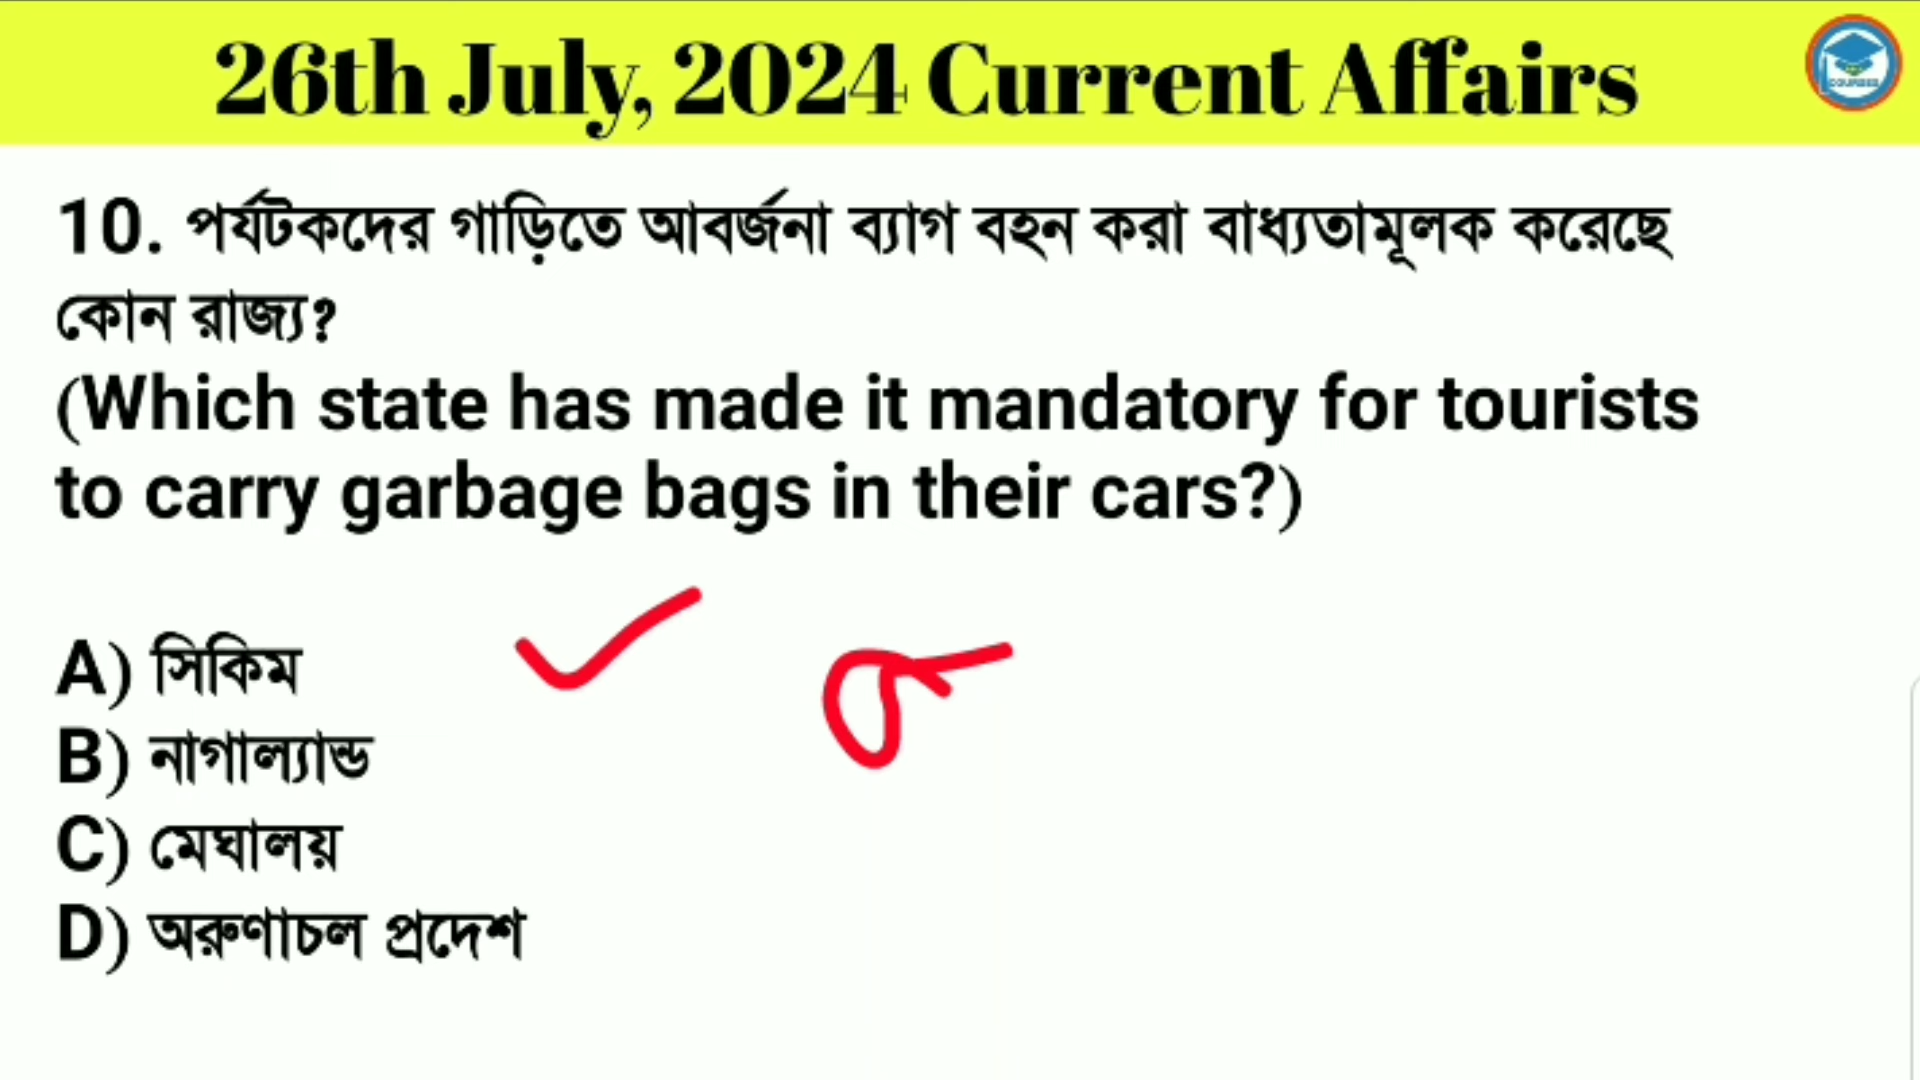 26th July, 2024 Current Affairs
COURSES
10. পর্যটকদের গাড়িতে আবর্জনা ব্যাগ বহন করা বাধ্যতামূলক করেছে
কোন রাজ্য?
(Which state has made it mandatory for tourists
to carry garbage bags in their cars?)
A) সিকিম
B) নাগাল্যান্ড
C) মেঘালয়
D) অরুণাচল প্রদেশ